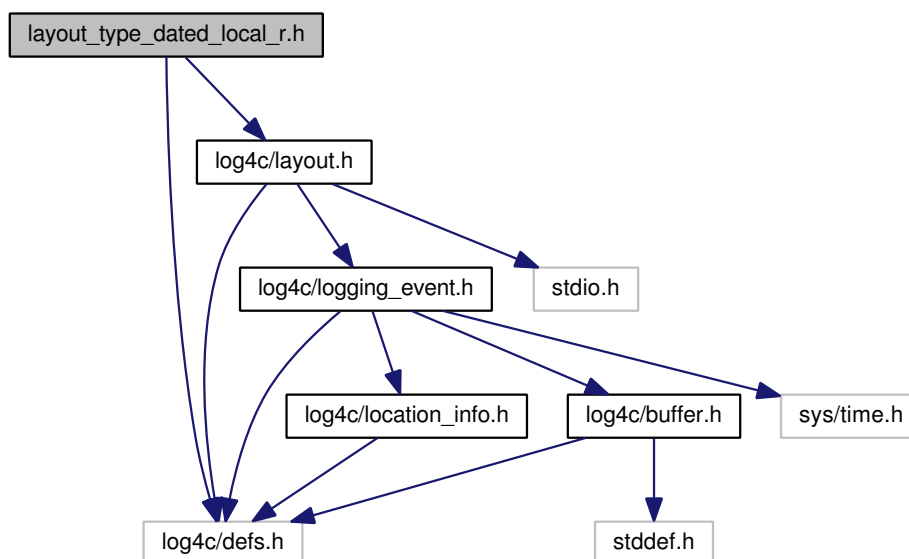 layout_type_dated_local_r.h
log4c/layout.h
log4c/logging_event.h
stdio.h
log4c/location_info.h
log4c/buffer.h
sys/time.h
log4c/defs.h
stddef.h